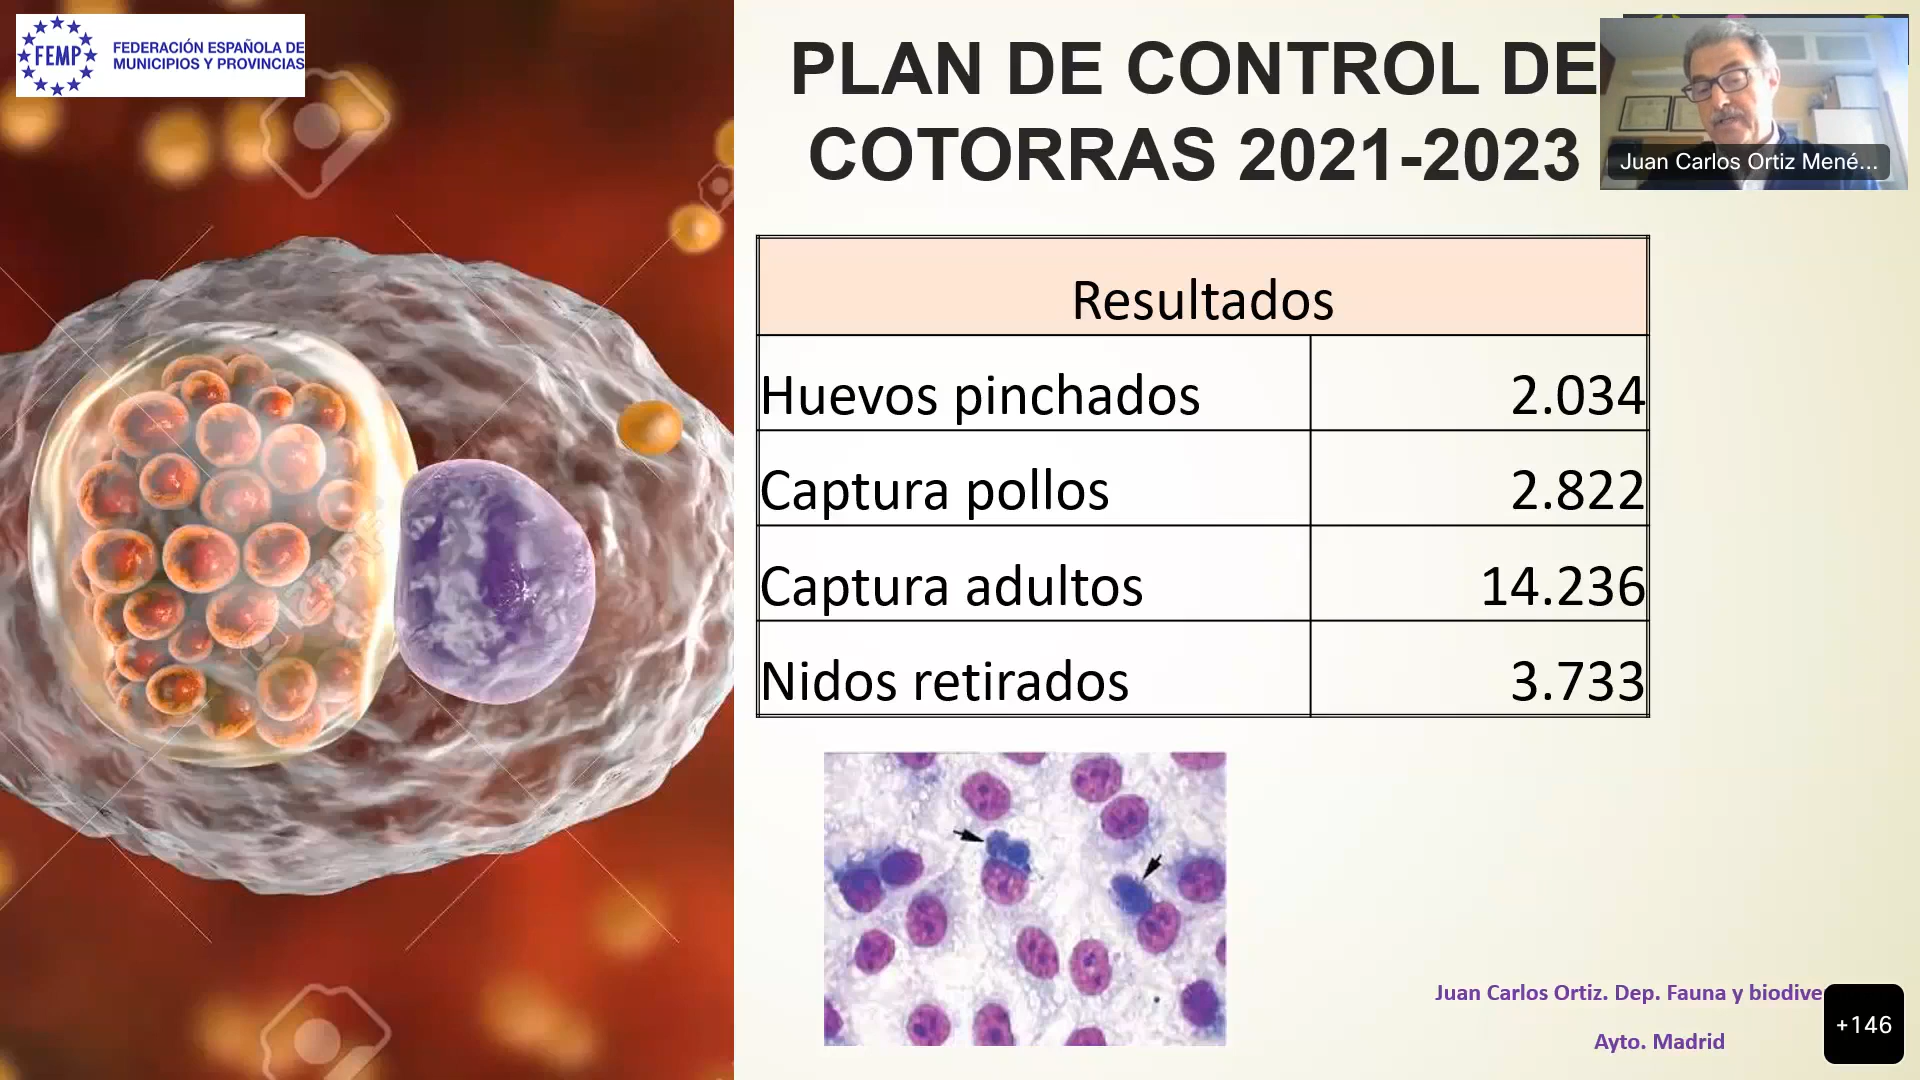 FEMP
FEDERACIÓN ESPAÑOLA DE
MUNICIPIOS Y PROVINCIAS
PLAN DE CONTROL DE
COTORRAS 2021-2023
Juan Carlos Ortiz Mené...
Resultados
Huevos pinchados 2.034
Captura pollos 2.822
Captura adultos 14.236
Nidos retirados 3.733
Juan Carlos Ortiz. Dep. Fauna y biodive
Ayto. Madrid
+146